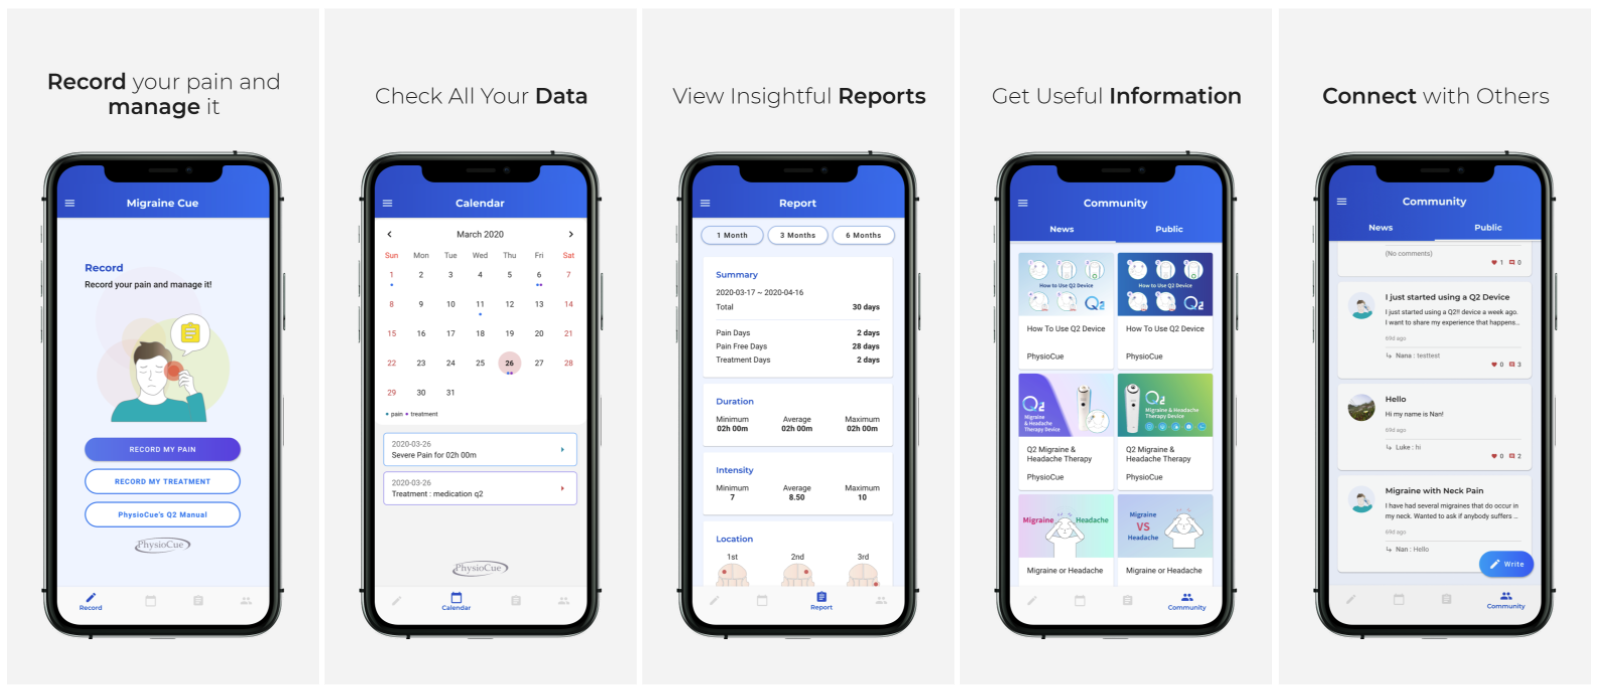 Record your pain and
manage it
Migraine Cue
Record
Record your pain and manage it!
RECORD MY PAIN
RECORD MY TREATMENT
PhysioCue's Q2 Manual
PhysioCue
Record
Check All Your Data
Calendar
March 2020
Sun Mon Tue Wed Thu Fri Sat
1 2 3 4 5 6 7
8 9 10 11 12 13 14
15 16 17 18 19 20 21
22 23 24 25 26 27 28
29 30 31
pain treatment
2020-03-26
Severe Pain for 02h 00m
2020-03-26
Treatment : medication q2
PhysioCue
Calendar
View Insightful Reports
Report
1 Month 3 Months 6 Months
Summary
2020-03-17 ~ 2020-04-16
Total 30 days
Pain Days 2 days
Pain Free Days 28 days
Treatment Days 2 days
Duration
Minimum Average Maximum
02h 00m 02h 00m 02h 00m
Intensity
Minimum Average Maximum
7 8.50 10
Location
1st 2nd 3rd
Report
Get Useful Information
Community
News Public
How to Use Q2 Device How to Use Q2 Device
Q2 Q2
How To Use Q2 Device How To Use Q2 Device
PhysioCue PhysioCue
Q2 Q2
Migraine & Headache Therapy Device
Migraine & Headache Therapy Device
Q2 Migraine & Q2 Migraine &
Headache Therapy Headache Therapy
PhysioCue PhysioCue
Migraine Headache
Migraine
VS
Headache
Migraine or Headache Migraine or Headache
Community
Connect with Others
Community
News Public
(No comments)
1 0
I just started using a Q2 Device
I just started using a Q2!! device a week ago.
I want to share my experience that happens...
Nana : testtest
0 3
Hello
Hi my name is Nan!
Luke : hi
0 2
Migraine with Neck Pain
I have had several migraines that do occur in
my neck. Wanted to ask if anybody suffers ...
Nan : Hello
Write
Community